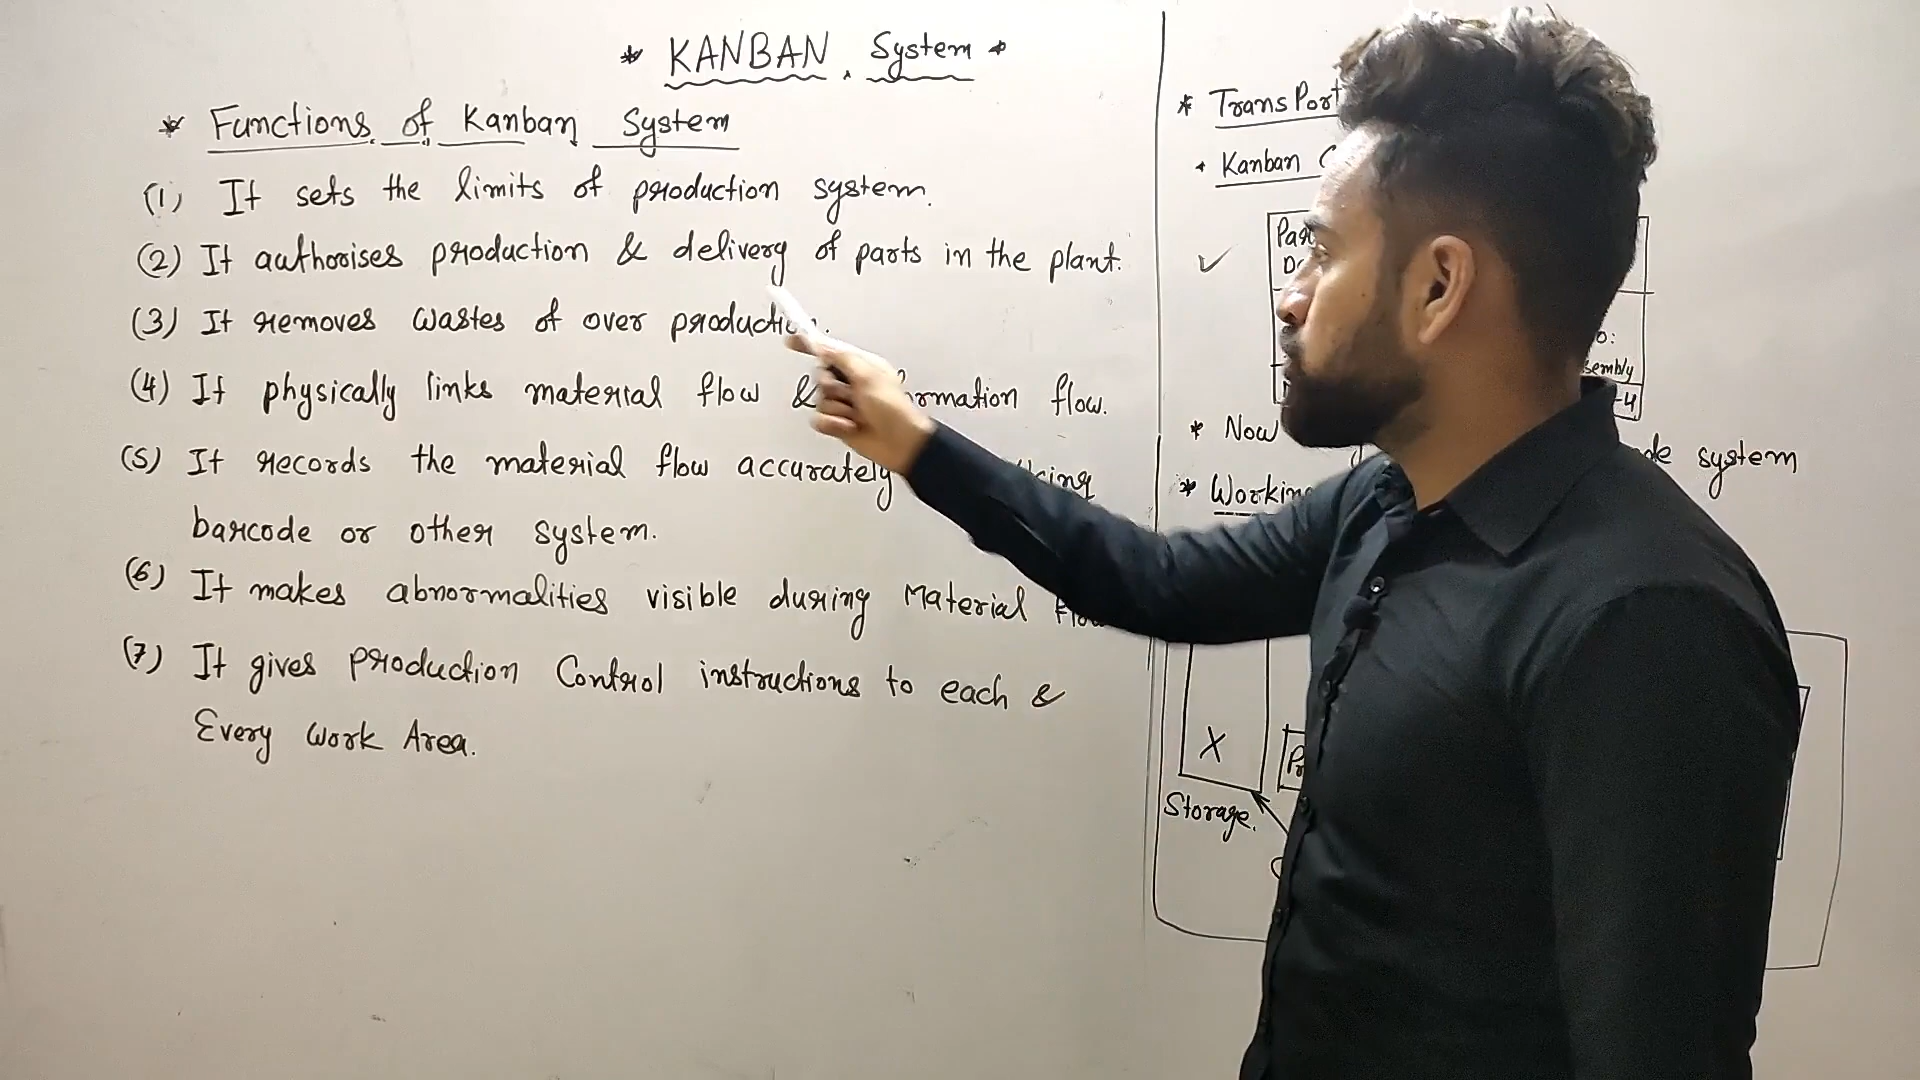 * KANBAN System *
* Functions of Kanban System
(1) It sets the limits of production system.
(2) It authorises production & delivery of parts in the plant.
(3) It removes wastes of over production.
(4) It physically links material flow & flow.
(5) It records the material flow accurately
barcode or other system.
(6) It makes abnormalities visible during Material Flow
(7) It gives production Control instructions to each &
Every Work Area.
* TransPort
* Kanban
* Now system
* Working
X
Storage.